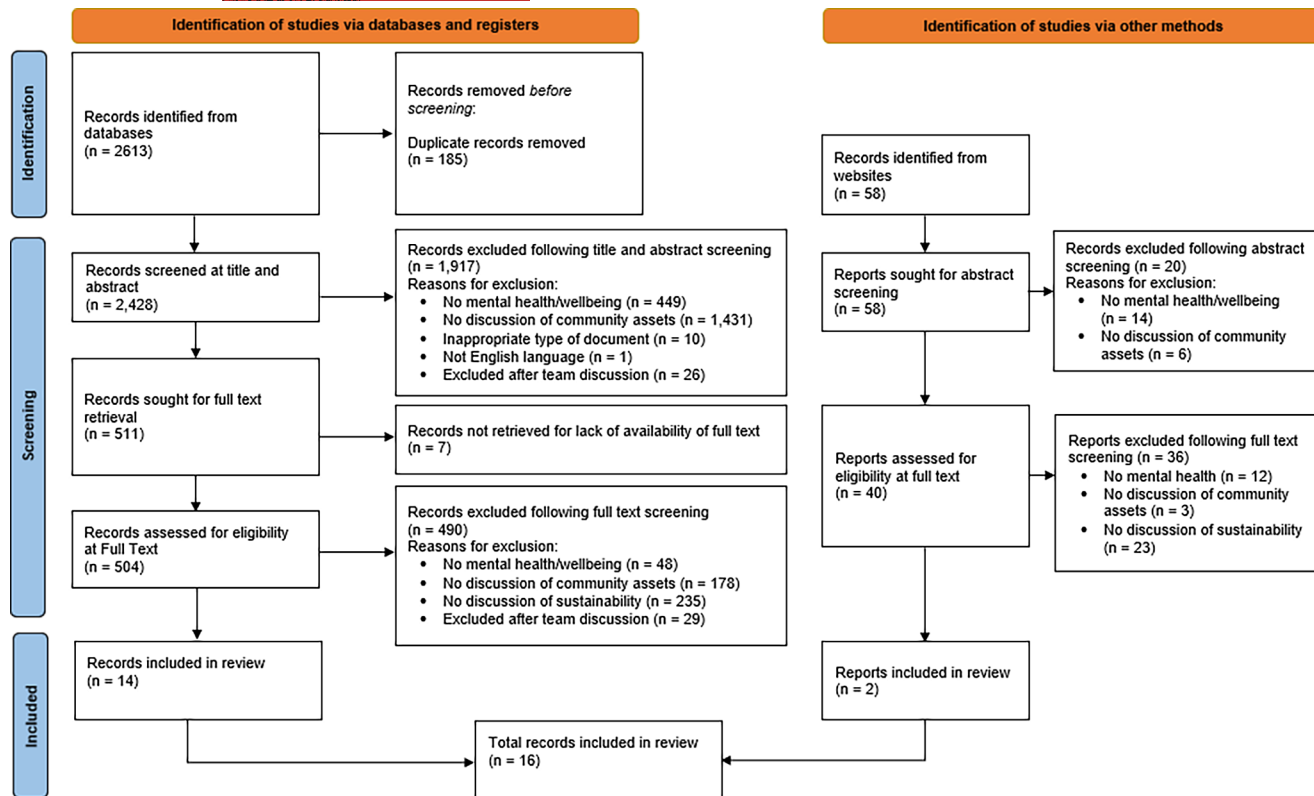 Identification of studies via databases and registers
Identification of studies via other methods
Identification
Records identified from
databases
(n = 2613)
Records removed before
screening:
Duplicate records removed
(n = 185)
Records identified from
websites
(n = 58)
Screening
Records screened at title and
abstract
(n = 2,428)
Records excluded following title and abstract screening
(n = 1,917)
Reasons for exclusion:
• No mental health/wellbeing (n = 449)
• No discussion of community assets (n = 1,431)
• Inappropriate type of document (n = 10)
• Not English language (n = 1)
• Excluded after team discussion (n = 26)
Reports sought for abstract
screening
(n = 58)
Records excluded following abstract
screening (n = 20)
Reasons for exclusion:
• No mental health/wellbeing
(n = 14)
• No discussion of community
assets (n = 6)
Records sought for full text
retrieval
(n = 511)
Records not retrieved for lack of availability of full text
(n = 7)
Reports assessed for
eligibility at full text
(n = 40)
Reports excluded following full text
screening (n = 36)
• No mental health (n = 12)
• No discussion of community
assets (n = 3)
• No discussion of sustainability
(n = 23)
Records assessed for eligibility
at Full Text
(n = 504)
Records excluded following full text screening
(n = 490)
Reasons for exclusion:
• No mental health/wellbeing (n = 48)
• No discussion of community assets (n = 178)
• No discussion of sustainability (n = 235)
• Excluded after team discussion (n = 29)
Included
Records included in review
(n = 14)
Reports included in review
(n = 2)
Total records included in review
(n = 16)